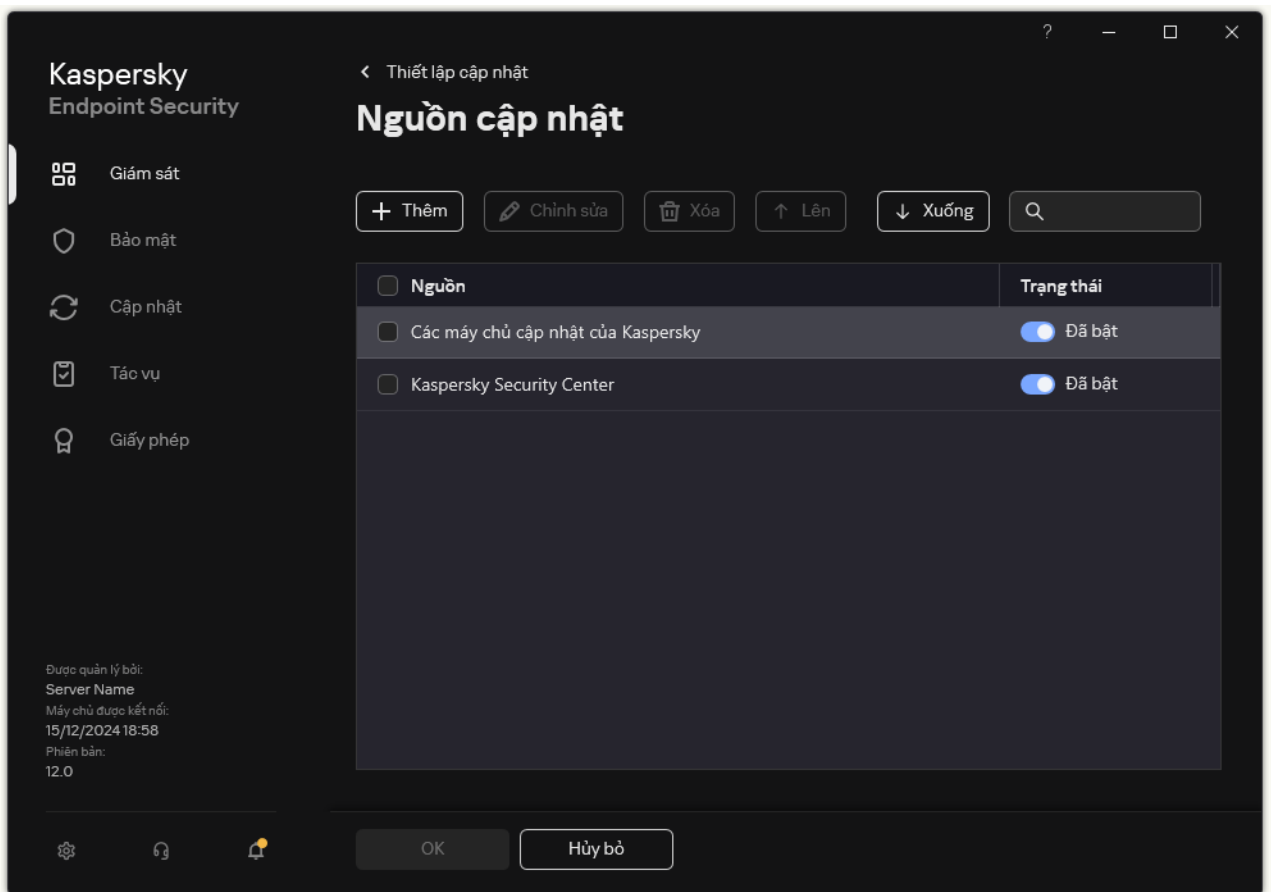 ?
Kaspersky
Endpoint Security
Thiết lập cập nhật
Nguồn cập nhật
Giám sát
Bảo mật
Cập nhật
Tác vụ
Giấy phép
Thêm
Chỉnh sửa
Xóa
Lên
Xuống
Nguồn
Trạng thái
Các máy chủ cập nhật của Kaspersky
Đã bật
Kaspersky Security Center
Đã bật
Được quản lý bởi:
Server Name
Máy chủ được kết nối:
15/12/2024 18:58
Phiên bản:
12.0
OK
Hủy bỏ